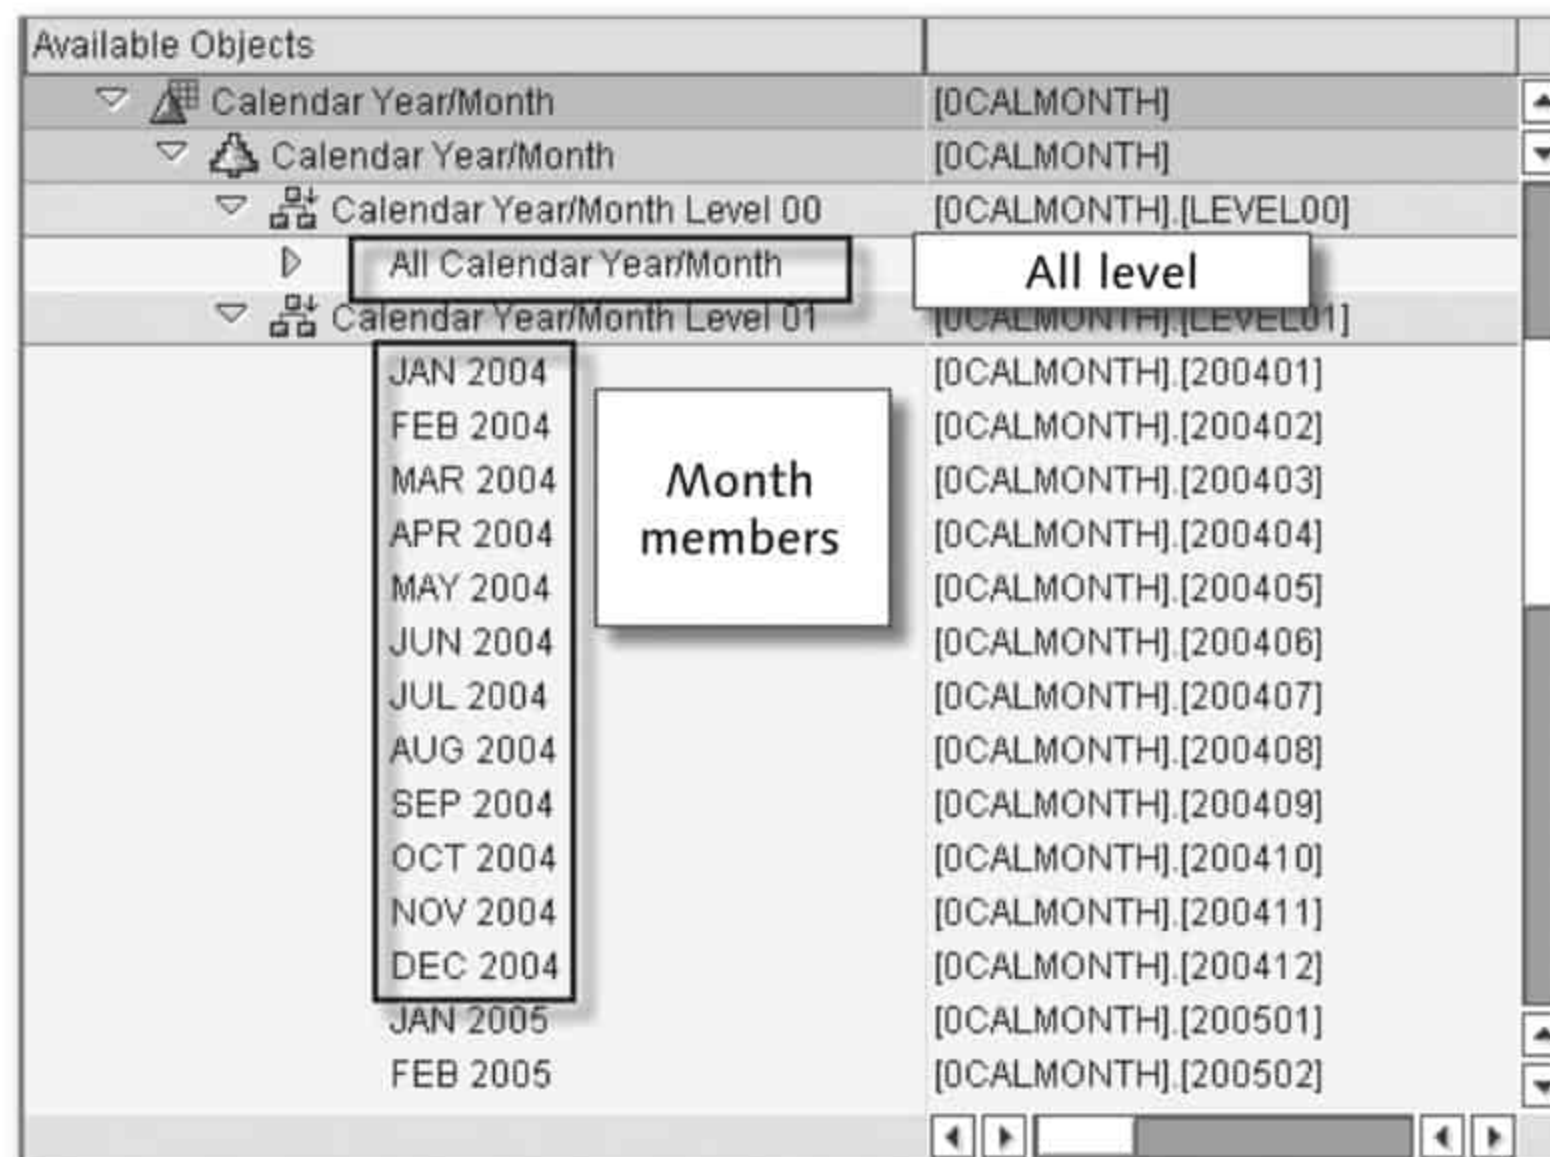 Available Objects
Calendar Year/Month [0CALMONTH]
Calendar Year/Month [0CALMONTH]
Calendar Year/Month Level 00 [0CALMONTH].[LEVEL00]
All Calendar Year/Month All level
Calendar Year/Month Level 01 [0CALMONTH].[LEVEL01]
JAN 2004 [0CALMONTH].[200401]
FEB 2004 [0CALMONTH].[200402]
MAR 2004 Month [0CALMONTH].[200403]
APR 2004 members [0CALMONTH].[200404]
MAY 2004 [0CALMONTH].[200405]
JUN 2004 [0CALMONTH].[200406]
JUL 2004 [0CALMONTH].[200407]
AUG 2004 [0CALMONTH].[200408]
SEP 2004 [0CALMONTH].[200409]
OCT 2004 [0CALMONTH].[200410]
NOV 2004 [0CALMONTH].[200411]
DEC 2004 [0CALMONTH].[200412]
JAN 2005 [0CALMONTH].[200501]
FEB 2005 [0CALMONTH].[200502]